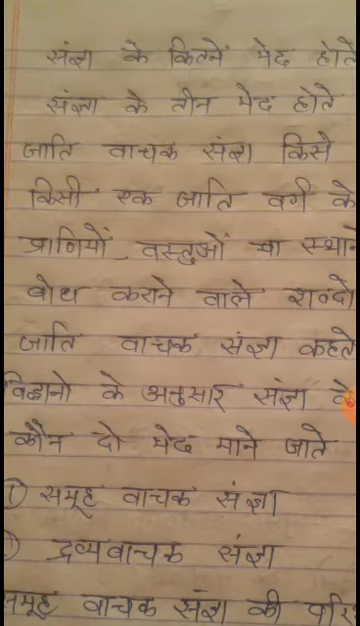 संज्ञा के कितनें भेद होते
संज्ञा के तीन भेद होते
जाति वाचक संज्ञा किसे
किसी एक जाति वर्ग के
प्राणियों वस्तुओं या स्थान
बोध कराने वाले शब्दो
जाति वाचक संज्ञा कहते
विद्वानो के अनुसार संज्ञा के
कौन दो भेद माने जाते
① समूह वाचक संज्ञा
द्रव्यवाचक संज्ञा
समूह वाचक संज्ञा की परि